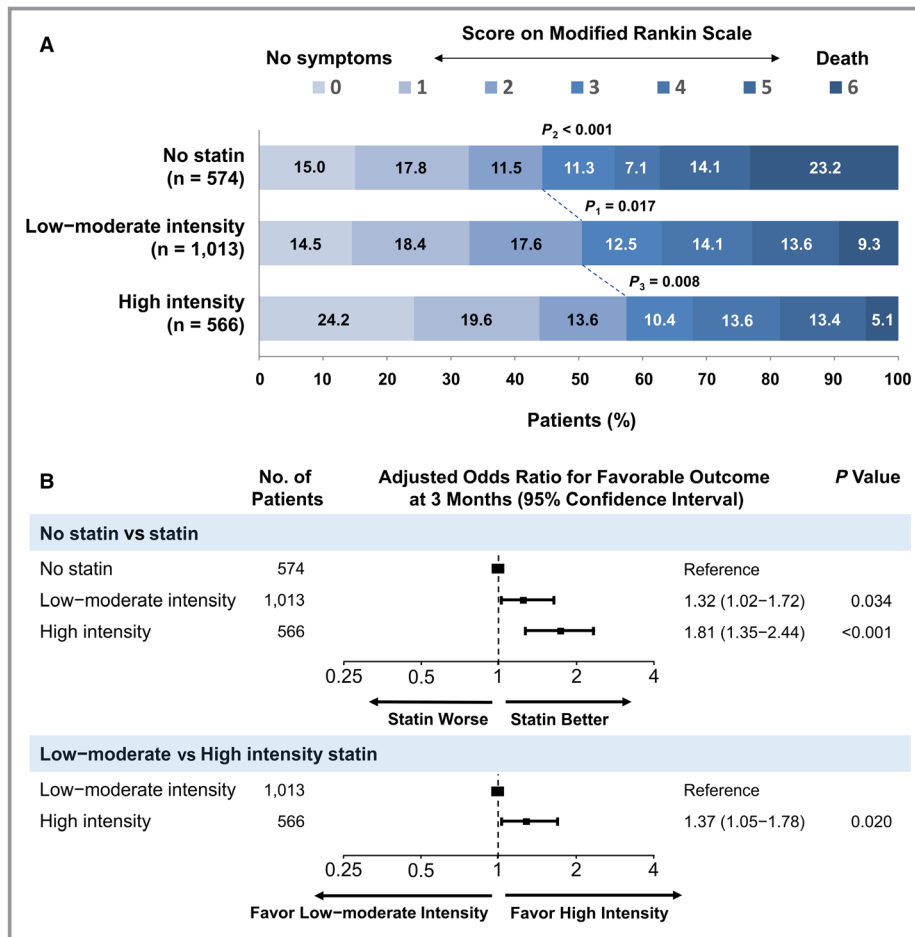 A
Score on Modified Rankin Scale
No symptoms Death
0 1 2 3 4 5 6
P2 < 0.001
No statin
(n = 574)
15.0 17.8 11.5 11.3 7.1 14.1 23.2
P1 = 0.017
Low−moderate intensity
(n = 1,013)
14.5 18.4 17.6 12.5 14.1 13.6 9.3
P3 = 0.008
High intensity
(n = 566)
24.2 19.6 13.6 10.4 13.6 13.4 5.1
0 10 20 30 40 50 60 70 80 90 100
Patients (%)
B
No. of Patients
Adjusted Odds Ratio for Favorable Outcome
at 3 Months (95% Confidence Interval)
P Value
No statin vs statin
No statin 574 Reference
Low−moderate intensity 1,013 1.32 (1.02−1.72) 0.034
High intensity 566 1.81 (1.35−2.44) <0.001
0.25 0.5 1 2 4
Statin Worse Statin Better
Low−moderate vs High intensity statin
Low−moderate intensity 1,013 Reference
High intensity 566 1.37 (1.05−1.78) 0.020
0.25 0.5 1 2 4
Favor Low−moderate Intensity Favor High Intensity